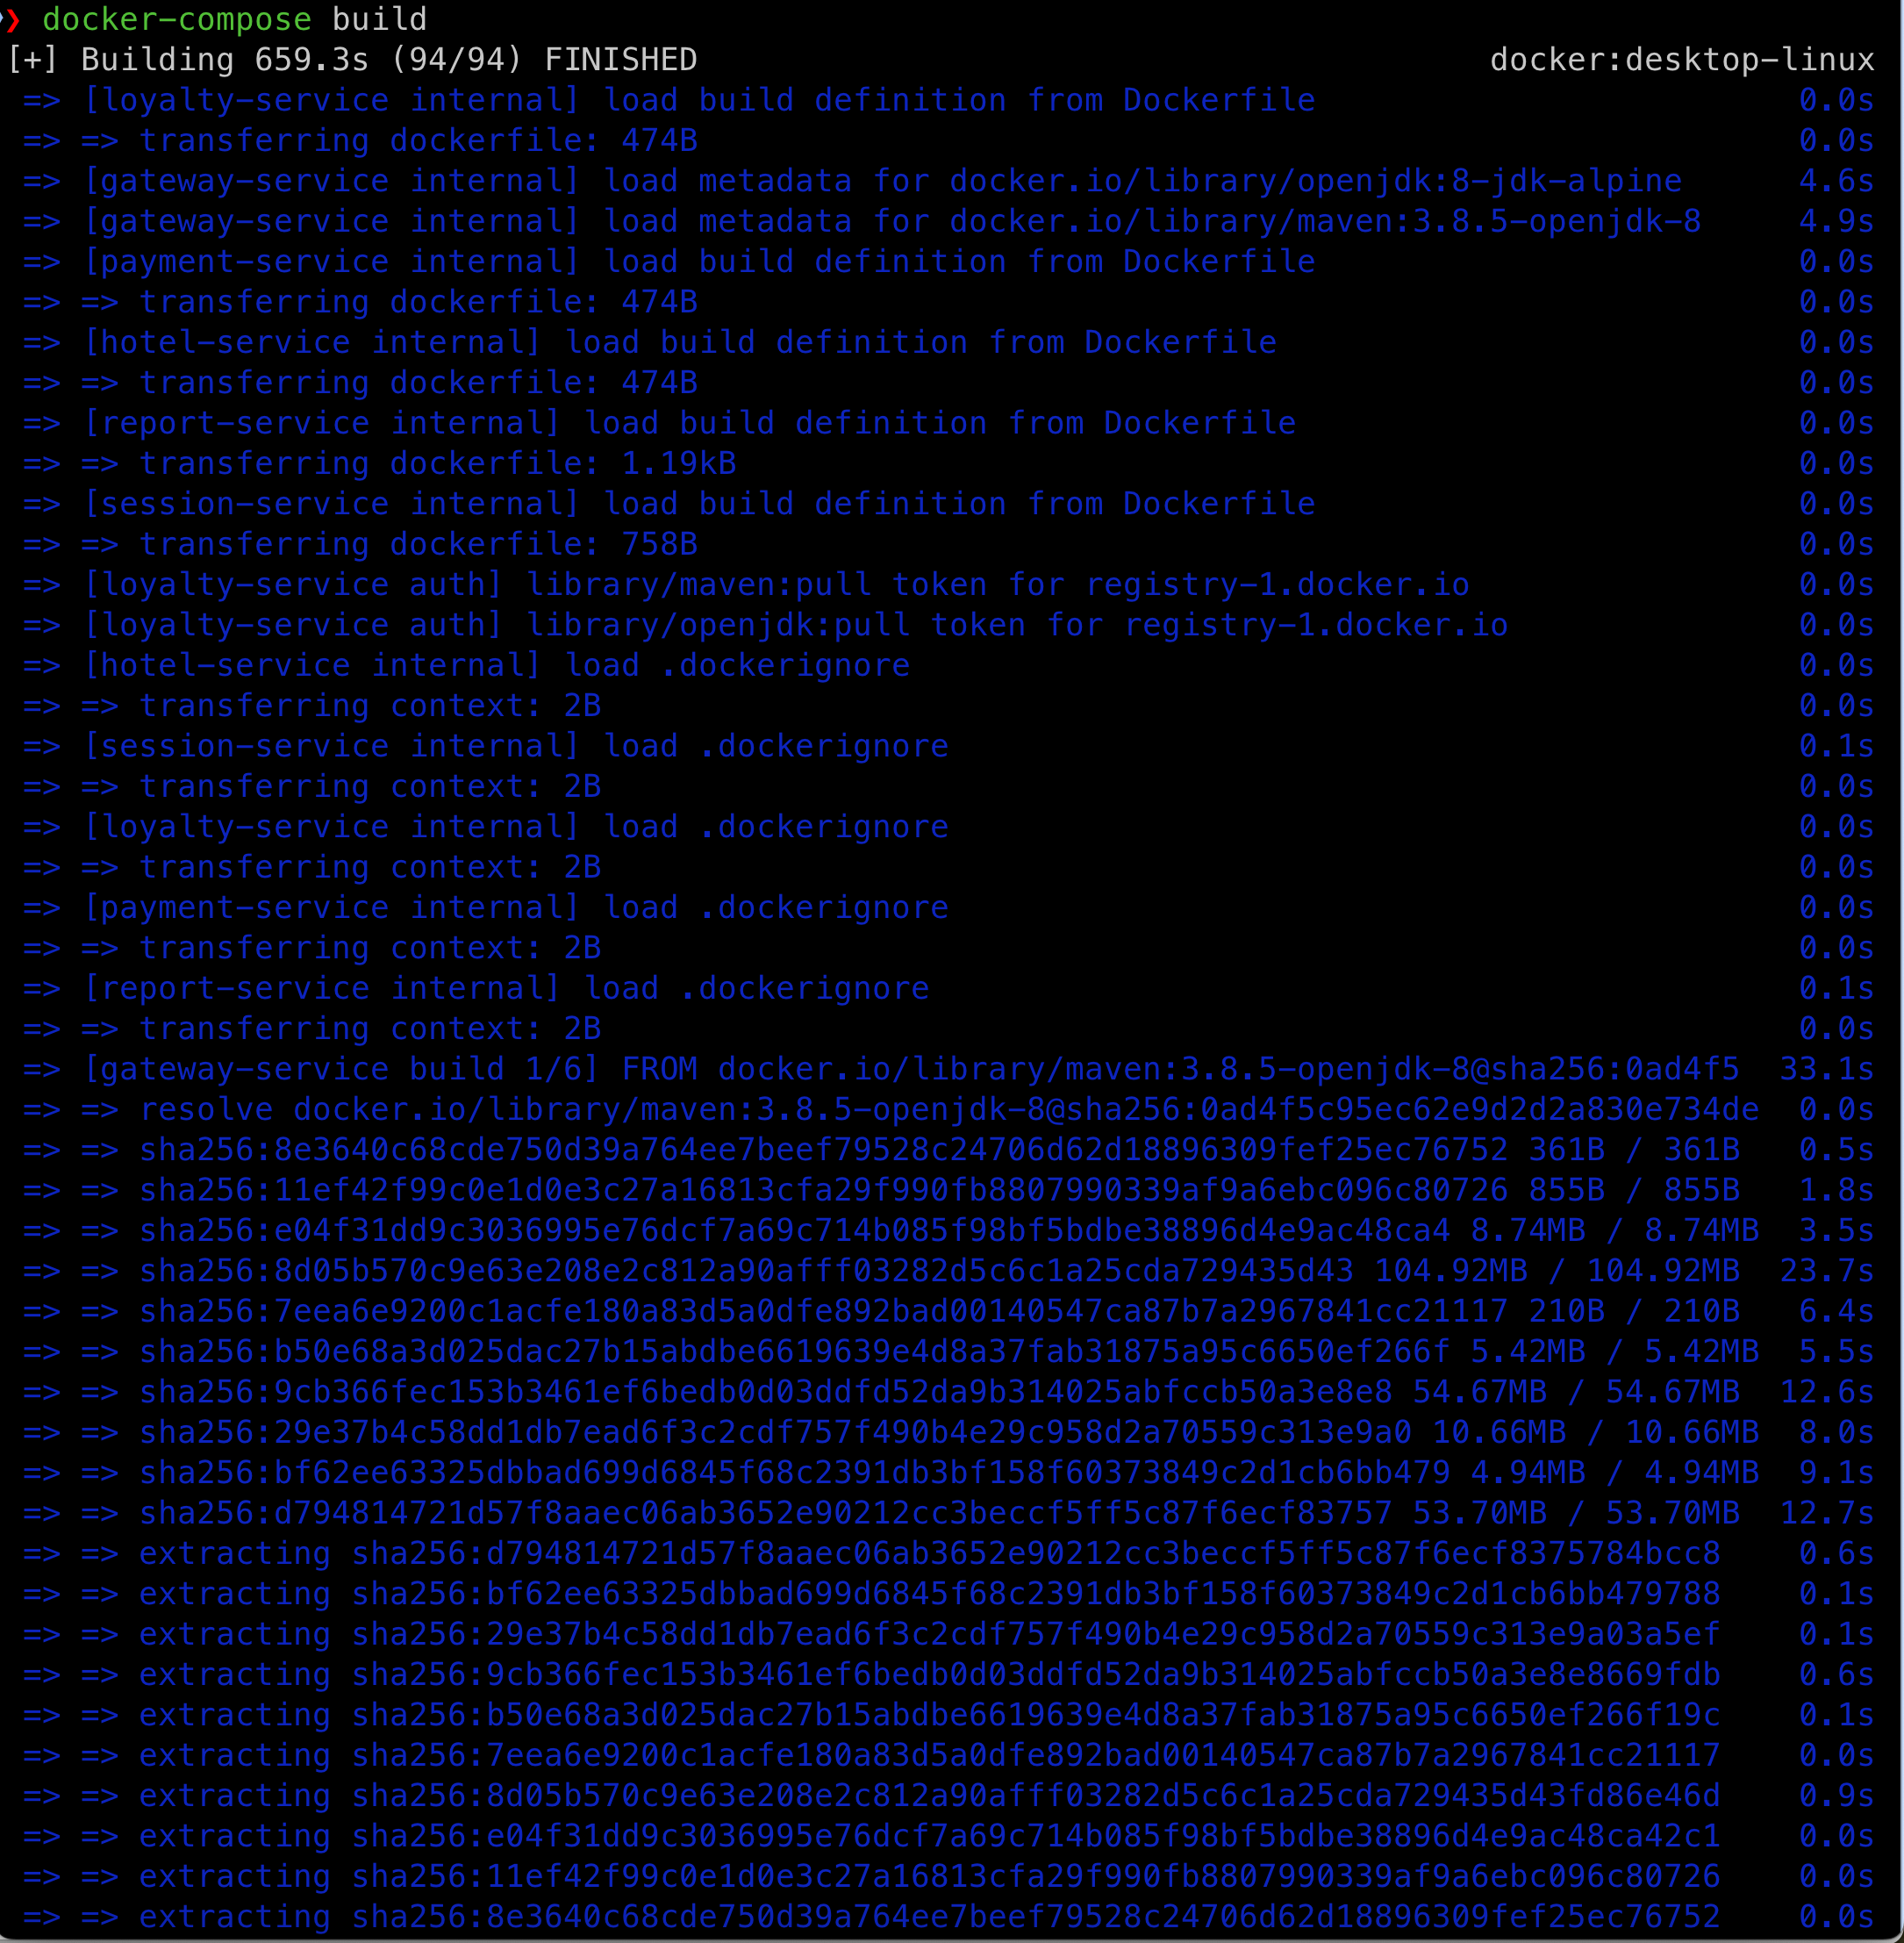 ❯ docker-compose build
[+] Building 659.3s (94/94) FINISHED docker:desktop-linux
=> [loyalty-service internal] load build definition from Dockerfile 0.0s
=> => transferring dockerfile: 474B 0.0s
=> [gateway-service internal] load metadata for docker.io/library/openjdk:8-jdk-alpine 4.6s
=> [gateway-service internal] load metadata for docker.io/library/maven:3.8.5-openjdk-8 4.9s
=> [payment-service internal] load build definition from Dockerfile 0.0s
=> => transferring dockerfile: 474B 0.0s
=> [hotel-service internal] load build definition from Dockerfile 0.0s
=> => transferring dockerfile: 474B 0.0s
=> [report-service internal] load build definition from Dockerfile 0.0s
=> => transferring dockerfile: 1.19kB 0.0s
=> [session-service internal] load build definition from Dockerfile 0.0s
=> => transferring dockerfile: 758B 0.0s
=> [loyalty-service auth] library/maven:pull token for registry-1.docker.io 0.0s
=> [loyalty-service auth] library/openjdk:pull token for registry-1.docker.io 0.0s
=> [hotel-service internal] load .dockerignore 0.0s
=> => transferring context: 2B 0.0s
=> [session-service internal] load .dockerignore 0.1s
=> => transferring context: 2B 0.0s
=> [loyalty-service internal] load .dockerignore 0.0s
=> => transferring context: 2B 0.0s
=> [payment-service internal] load .dockerignore 0.0s
=> => transferring context: 2B 0.0s
=> [report-service internal] load .dockerignore 0.1s
=> => transferring context: 2B 0.0s
=> [gateway-service build 1/6] FROM docker.io/library/maven:3.8.5-openjdk-8@sha256:0ad4f5 33.1s
=> => resolve docker.io/library/maven:3.8.5-openjdk-8@sha256:0ad4f5c95ec62e9d2d2a830e734de 0.0s
=> => sha256:8e3640c68cde750d39a764ee7beef79528c24706d62d18896309fef25ec76752 361B / 361B 0.5s
=> => sha256:11ef42f99c0e1d0e3c27a16813cfa29f990fb8807990339af9a6ebc096c80726 855B / 855B 1.8s
=> => sha256:e04f31dd9c3036995e76dcf7a69c714b085f98bf5bdbe38896d4e9ac48ca4 8.74MB / 8.74MB 3.5s
=> => sha256:8d05b570c9e63e208e2c812a90afff03282d5c6c1a25cda729435d43 104.92MB / 104.92MB 23.7s
=> => sha256:7eea6e9200c1acfe180a83d5a0dfe892bad00140547ca87b7a2967841cc21117 210B / 210B 6.4s
=> => sha256:b50e68a3d025dac27b15abdbe6619639e4d8a37fab31875a95c6650ef266f 5.42MB / 5.42MB 5.5s
=> => sha256:9cb366fec153b3461ef6bedb0d03ddfd52da9b314025abfccb50a3e8e8 54.67MB / 54.67MB 12.6s
=> => sha256:29e37b4c58dd1db7ead6f3c2cdf757f490b4e29c958d2a70559c313e9a0 10.66MB / 10.66MB 8.0s
=> => sha256:bf62ee63325dbbad699d6845f68c2391db3bf158f60373849c2d1cb6bb479 4.94MB / 4.94MB 9.1s
=> => sha256:d794814721d57f8aaec06ab3652e90212cc3beccf5ff5c87f6ecf83757 53.70MB / 53.70MB 12.7s
=> => extracting sha256:d794814721d57f8aaec06ab3652e90212cc3beccf5ff5c87f6ecf8375784bcc8 0.6s
=> => extracting sha256:bf62ee63325dbbad699d6845f68c2391db3bf158f60373849c2d1cb6bb479788 0.1s
=> => extracting sha256:29e37b4c58dd1db7ead6f3c2cdf757f490b4e29c958d2a70559c313e9a03a5ef 0.1s
=> => extracting sha256:9cb366fec153b3461ef6bedb0d03ddfd52da9b314025abfccb50a3e8e8669fdb 0.6s
=> => extracting sha256:b50e68a3d025dac27b15abdbe6619639e4d8a37fab31875a95c6650ef266f19c 0.1s
=> => extracting sha256:7eea6e9200c1acfe180a83d5a0dfe892bad00140547ca87b7a2967841cc21117 0.0s
=> => extracting sha256:8d05b570c9e63e208e2c812a90afff03282d5c6c1a25cda729435d43fd86e46d 0.9s
=> => extracting sha256:e04f31dd9c3036995e76dcf7a69c714b085f98bf5bdbe38896d4e9ac48ca42c1 0.0s
=> => extracting sha256:11ef42f99c0e1d0e3c27a16813cfa29f990fb8807990339af9a6ebc096c80726 0.0s
=> => extracting sha256:8e3640c68cde750d39a764ee7beef79528c24706d62d18896309fef25ec76752 0.0s